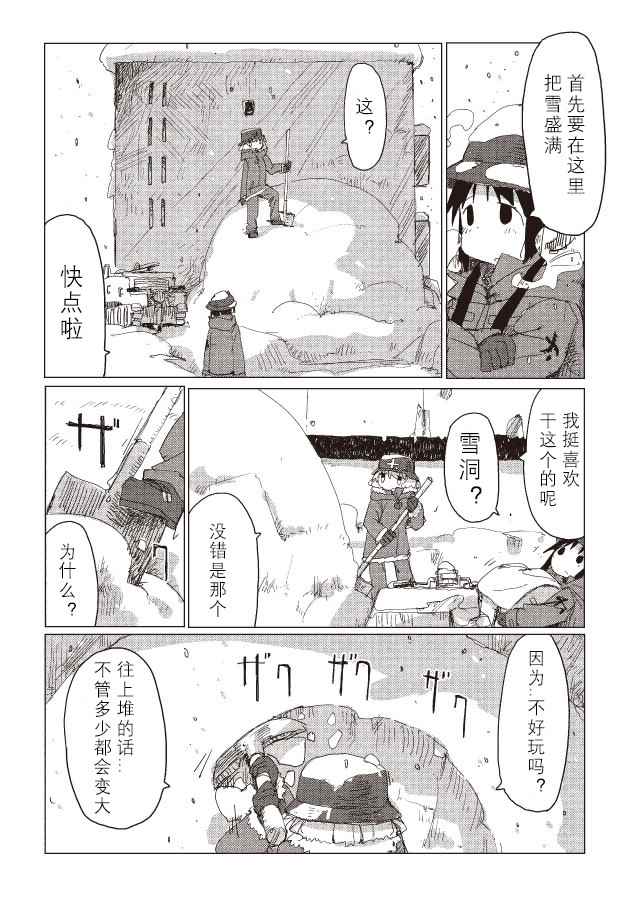 首先要在这里
把雪盛满
这？
快点啦
我挺喜欢
干这个的呢
雪洞？
没错是那个
ザ
为什么？
因为…不好玩吗？
ザク
ザク
ザク
往上堆的话…
不管多少都会变大